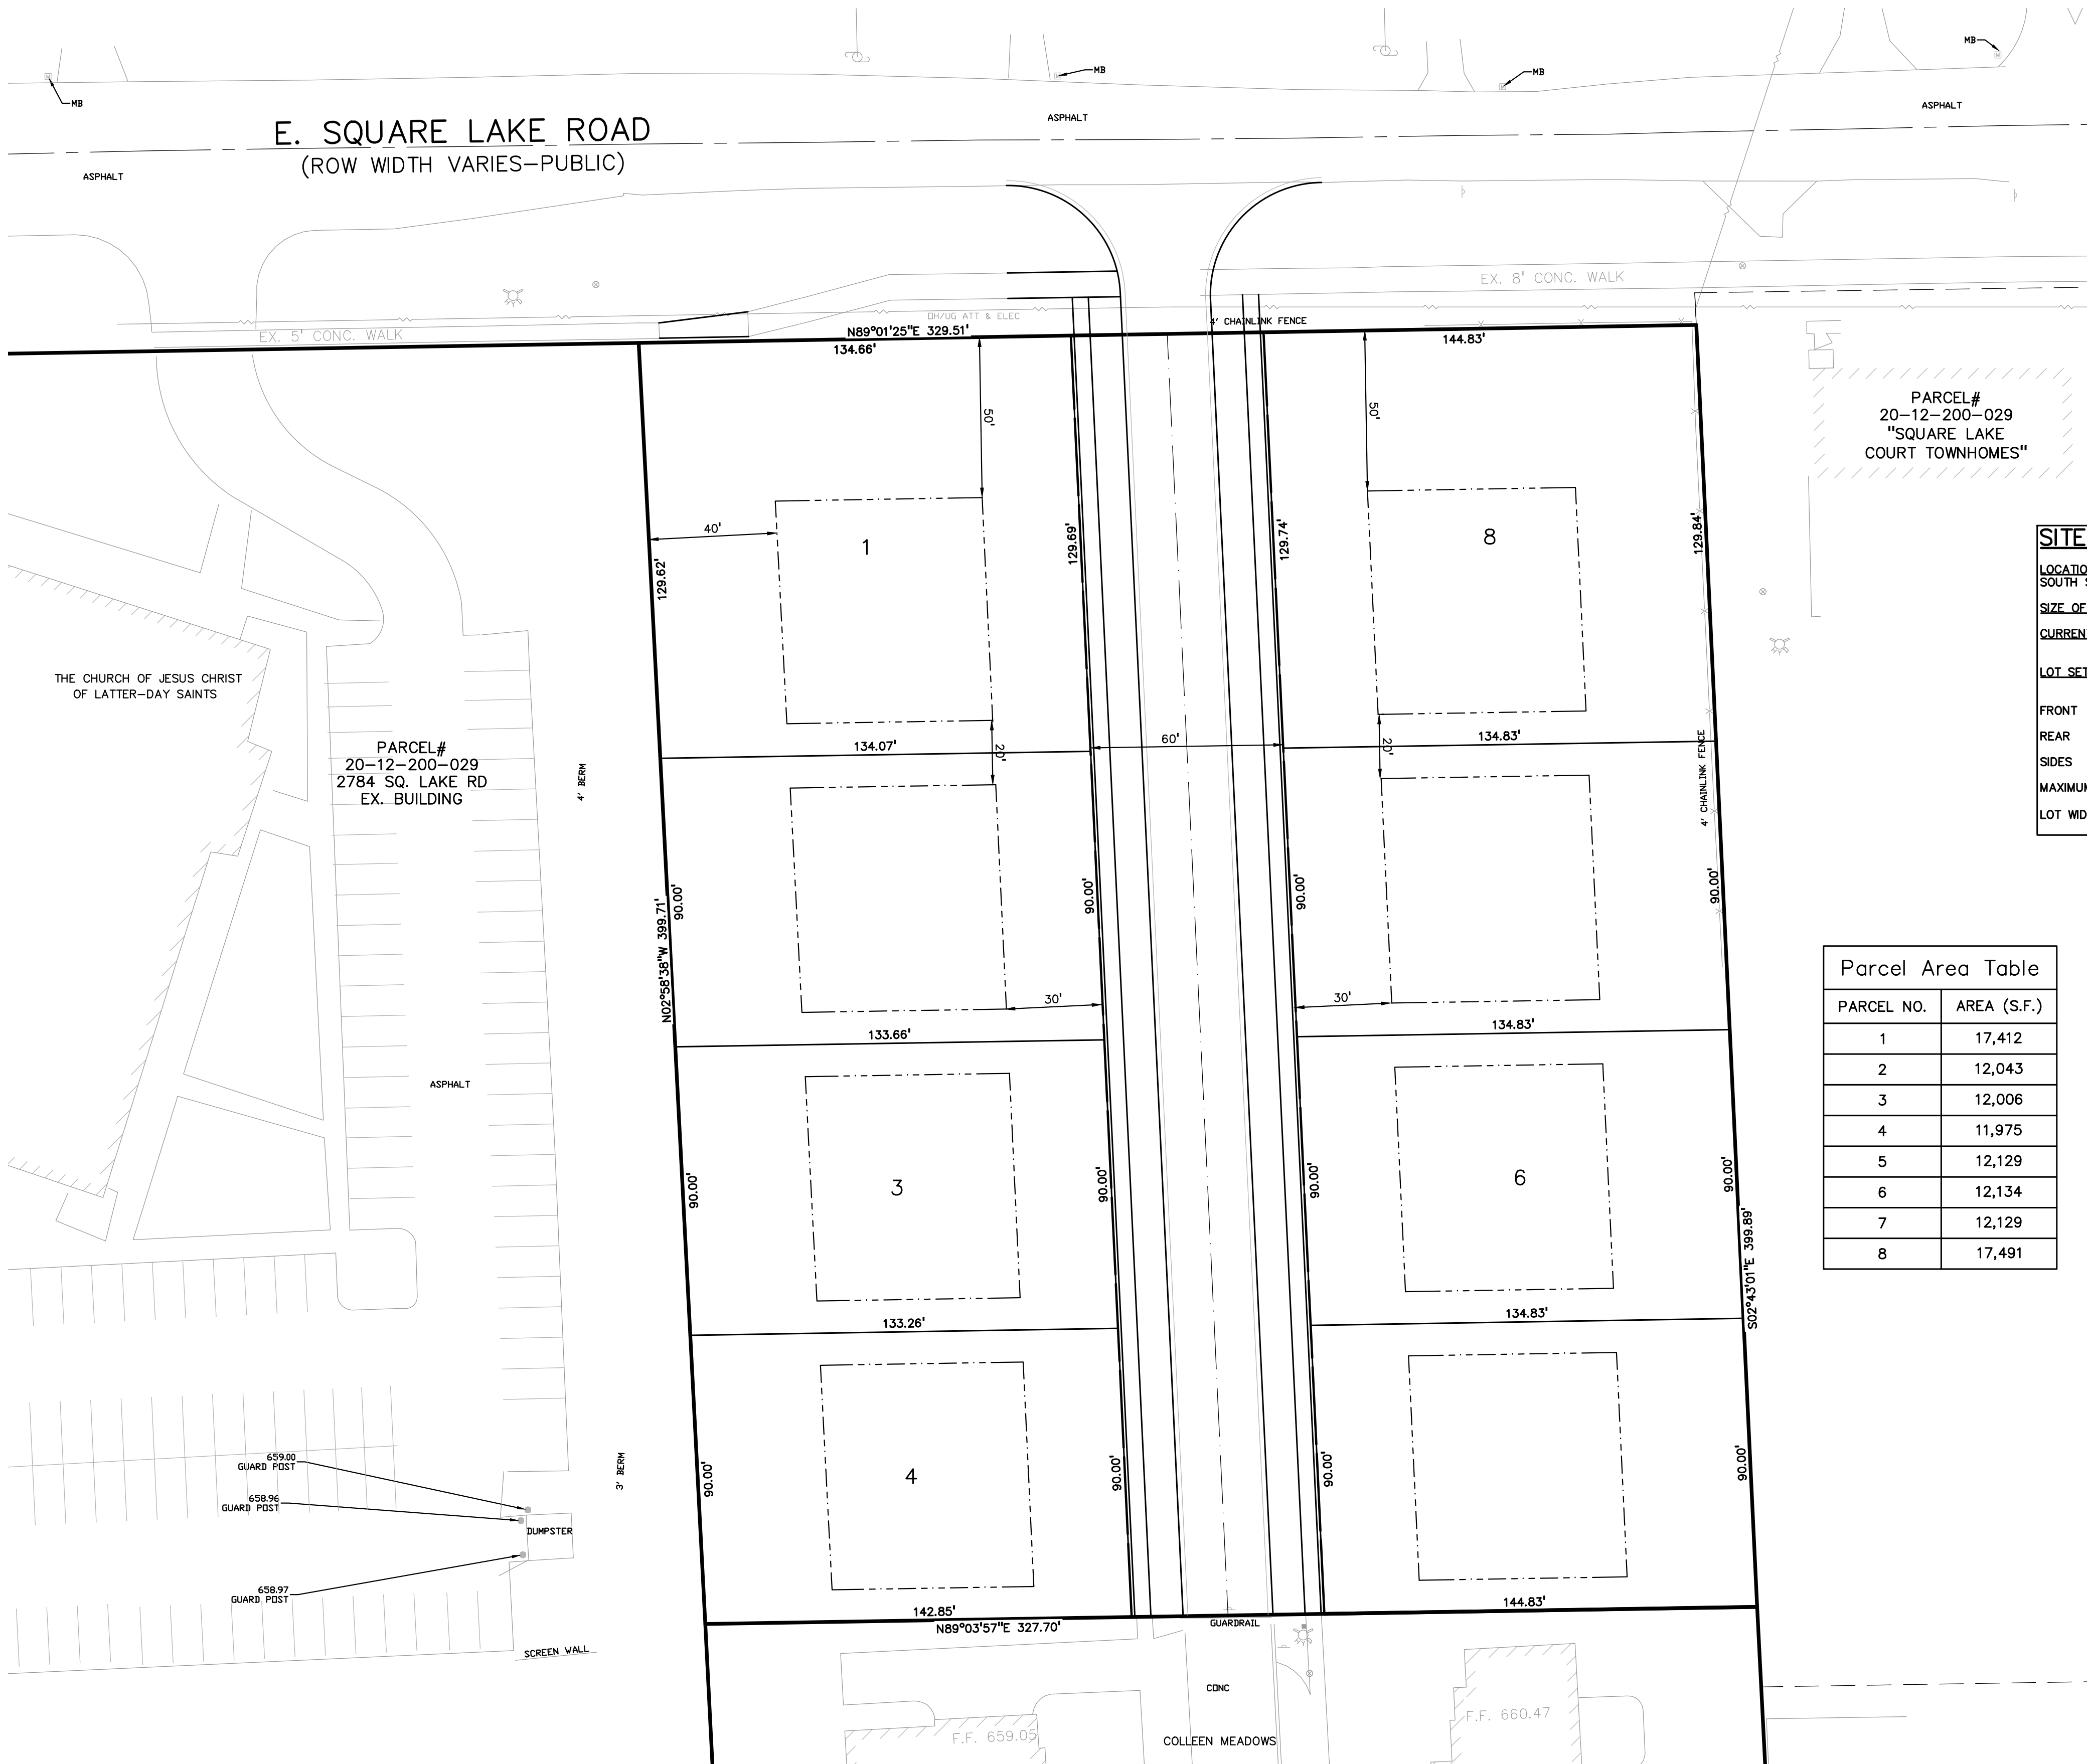 MB
MB
MB
MB
E. SQUARE LAKE ROAD
(ROW WIDTH VARIES–PUBLIC)
ASPHALT
ASPHALT
ASPHALT
EX. 8' CONC. WALK
EX. 5' CONC. WALK
OH/UG ATT & ELEC
4' CHAINLINK FENCE
N89°01'25"E 329.51'
134.66'
144.83'
50'
50'
40'
1
8
129.62'
129.69'
129.74'
129.84'
PARCEL#
20–12–200–029
"SQUARE LAKE
COURT TOWNHOMES"
SITE
LOCATIO
SOUTH S
SIZE OF
CURREN
LOT SET
FRONT
REAR
SIDES
MAXIMUM
LOT WID
THE CHURCH OF JESUS CHRIST
OF LATTER–DAY SAINTS
PARCEL#
20–12–200–029
2784 SQ. LAKE RD
EX. BUILDING
4' BERM
134.07'
20'
60'
20'
134.83'
4' CHAINLINK FENCE
N02°58'38"W 399.71'
90.00'
90.00'
90.00'
90.00'
30'
30'
133.66'
134.83'
ASPHALT
3
6
90.00'
90.00'
90.00'
90.00'
S02°43'01"E 399.89'
133.26'
134.83'
4
90.00'
90.00'
90.00'
90.00'
3' BERM
142.85'
144.83'
N89°03'57"E 327.70'
GUARDRAIL
659.00
GUARD POST
658.96
GUARD POST
DUMPSTER
658.97
GUARD POST
SCREEN WALL
CONC
F.F. 659.05
F.F. 660.47
COLLEEN MEADOWS
Parcel Area Table
PARCEL NO. AREA (S.F.)
1 17,412
2 12,043
3 12,006
4 11,975
5 12,129
6 12,134
7 12,129
8 17,491